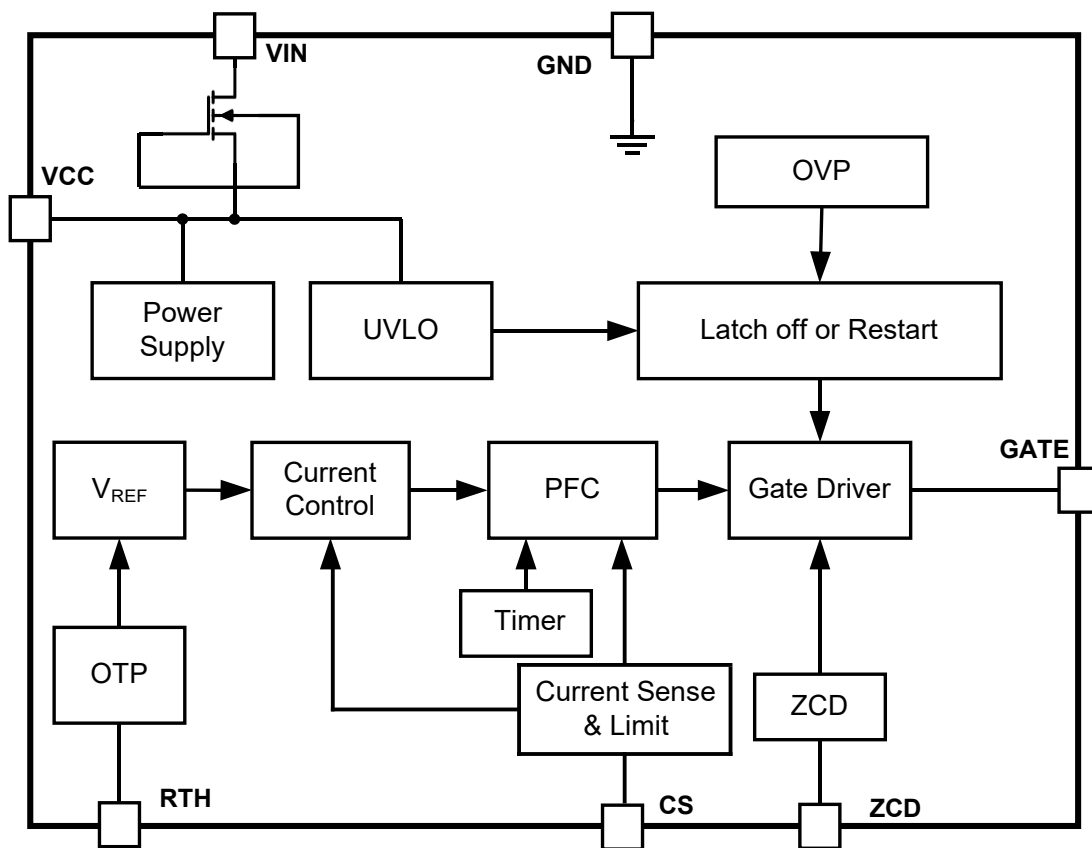 VIN
GND
VCC
OVP
Power
Supply
UVLO
Latch off or Restart
GATE
VREF
Current
Control
PFC
Gate Driver
Timer
OTP
Current Sense
& Limit
ZCD
RTH
CS
ZCD